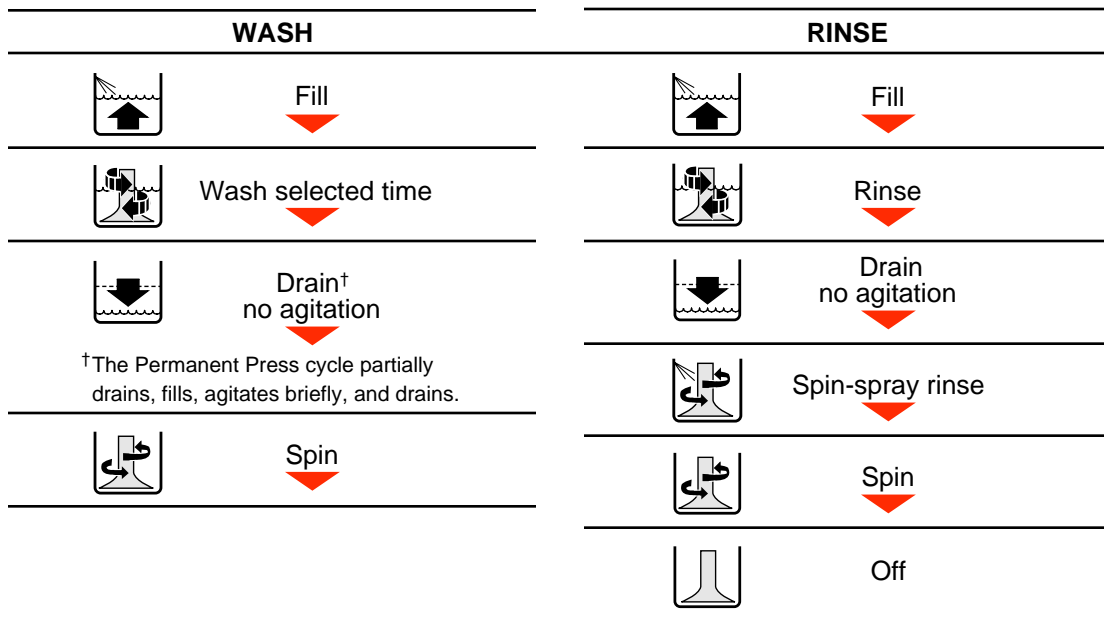 WASH
Fill
Wash selected time
Drain†
no agitation
†The Permanent Press cycle partially
drains, fills, agitates briefly, and drains.
Spin
RINSE
Fill
Rinse
Drain
no agitation
Spin-spray rinse
Spin
Off